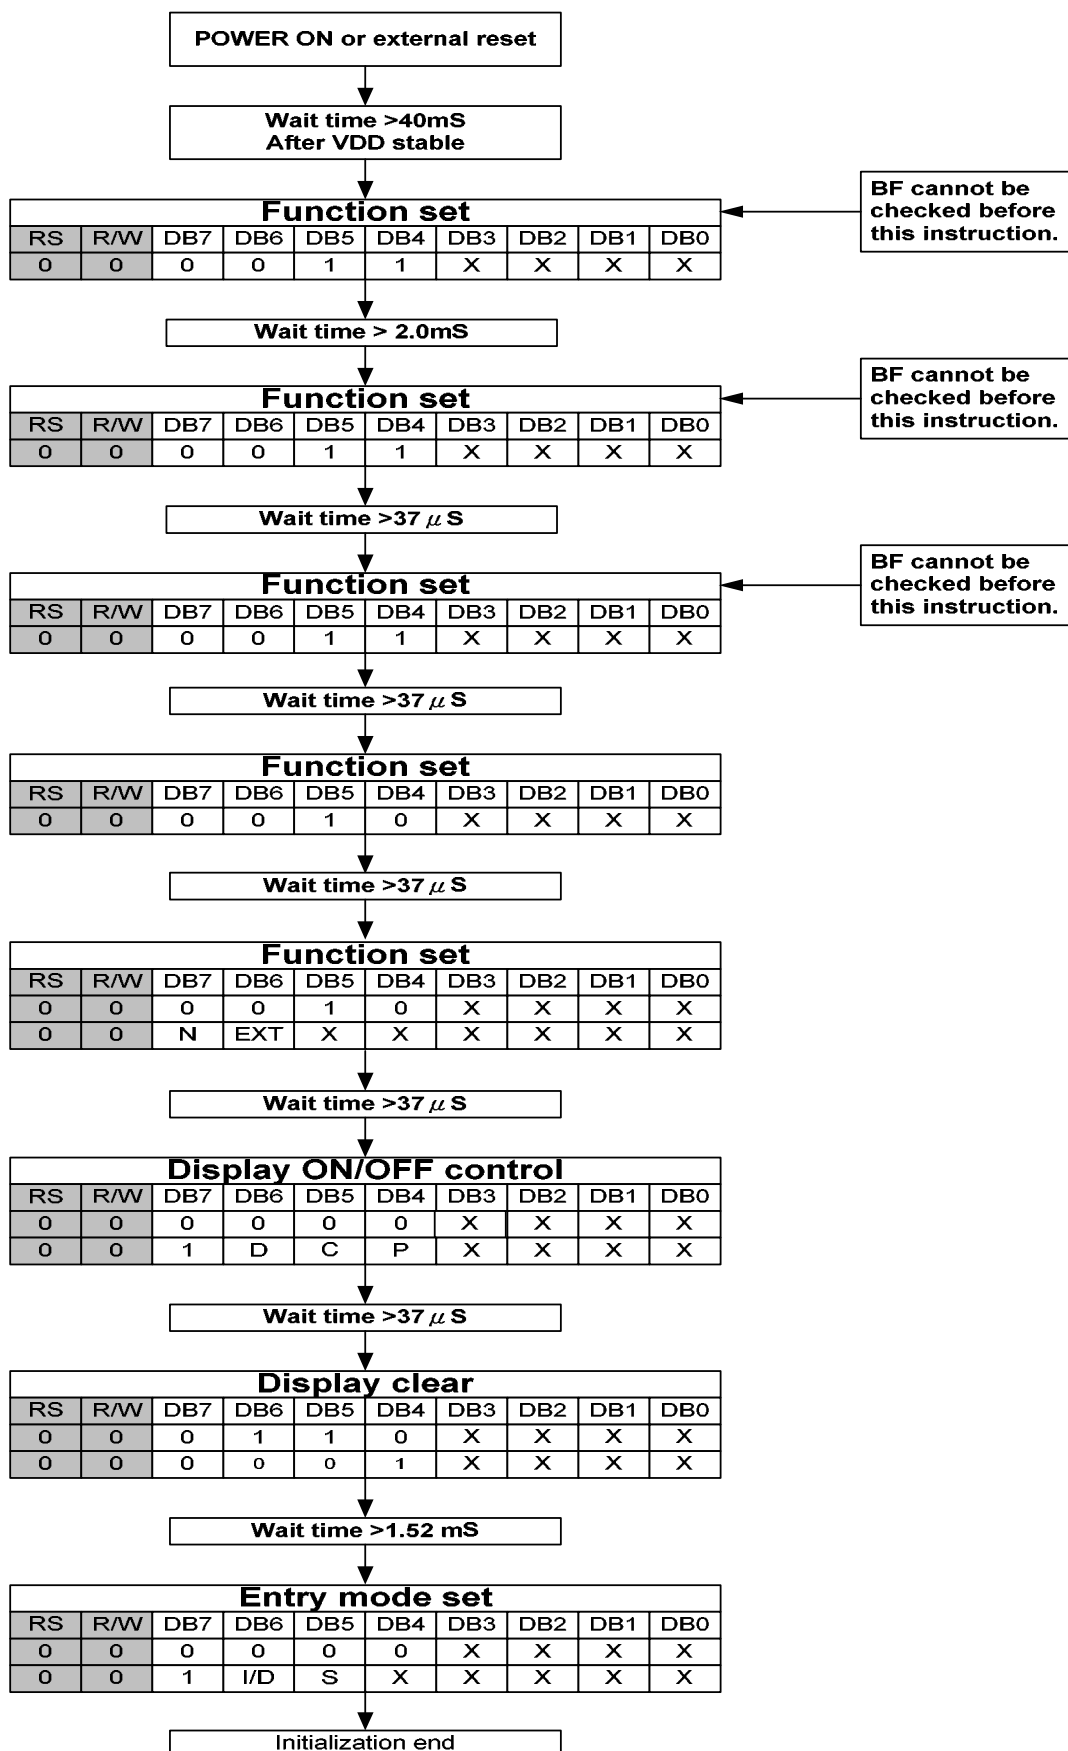 POWER ON or external reset
Wait time >40mS
After VDD stable
Function set
RS R/W DB7 DB6 DB5 DB4 DB3 DB2 DB1 DB0
0 0 0 0 1 1 X X X X
BF cannot be
checked before
this instruction.
Wait time > 2.0mS
Function set
RS R/W DB7 DB6 DB5 DB4 DB3 DB2 DB1 DB0
0 0 0 0 1 1 X X X X
BF cannot be
checked before
this instruction.
Wait time >37 μ S
Function set
RS R/W DB7 DB6 DB5 DB4 DB3 DB2 DB1 DB0
0 0 0 0 1 1 X X X X
BF cannot be
checked before
this instruction.
Wait time >37 μ S
Function set
RS R/W DB7 DB6 DB5 DB4 DB3 DB2 DB1 DB0
0 0 0 0 1 0 X X X X
Wait time >37 μ S
Function set
RS R/W DB7 DB6 DB5 DB4 DB3 DB2 DB1 DB0
0 0 0 0 1 0 X X X X
0 0 N EXT X X X X X X
Wait time >37 μ S
Display ON/OFF control
RS R/W DB7 DB6 DB5 DB4 DB3 DB2 DB1 DB0
0 0 0 0 0 0 X X X X
0 0 1 D C P X X X X
Wait time >37 μ S
Display clear
RS R/W DB7 DB6 DB5 DB4 DB3 DB2 DB1 DB0
0 0 0 1 1 0 X X X X
0 0 0 0 0 1 X X X X
Wait time >1.52 mS
Entry mode set
RS R/W DB7 DB6 DB5 DB4 DB3 DB2 DB1 DB0
0 0 0 0 0 0 X X X X
0 0 1 I/D S X X X X X
Initialization end